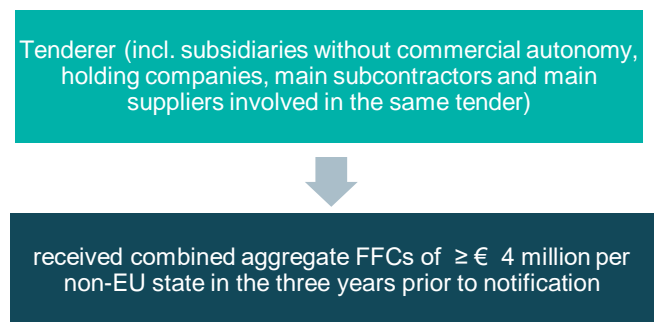 Tenderer (incl. subsidiaries without commercial autonomy,
holding companies, main subcontractors and main
suppliers involved in the same tender)
received combined aggregate FFCs of ≥ € 4 million per
non-EU state in the three years prior to notification